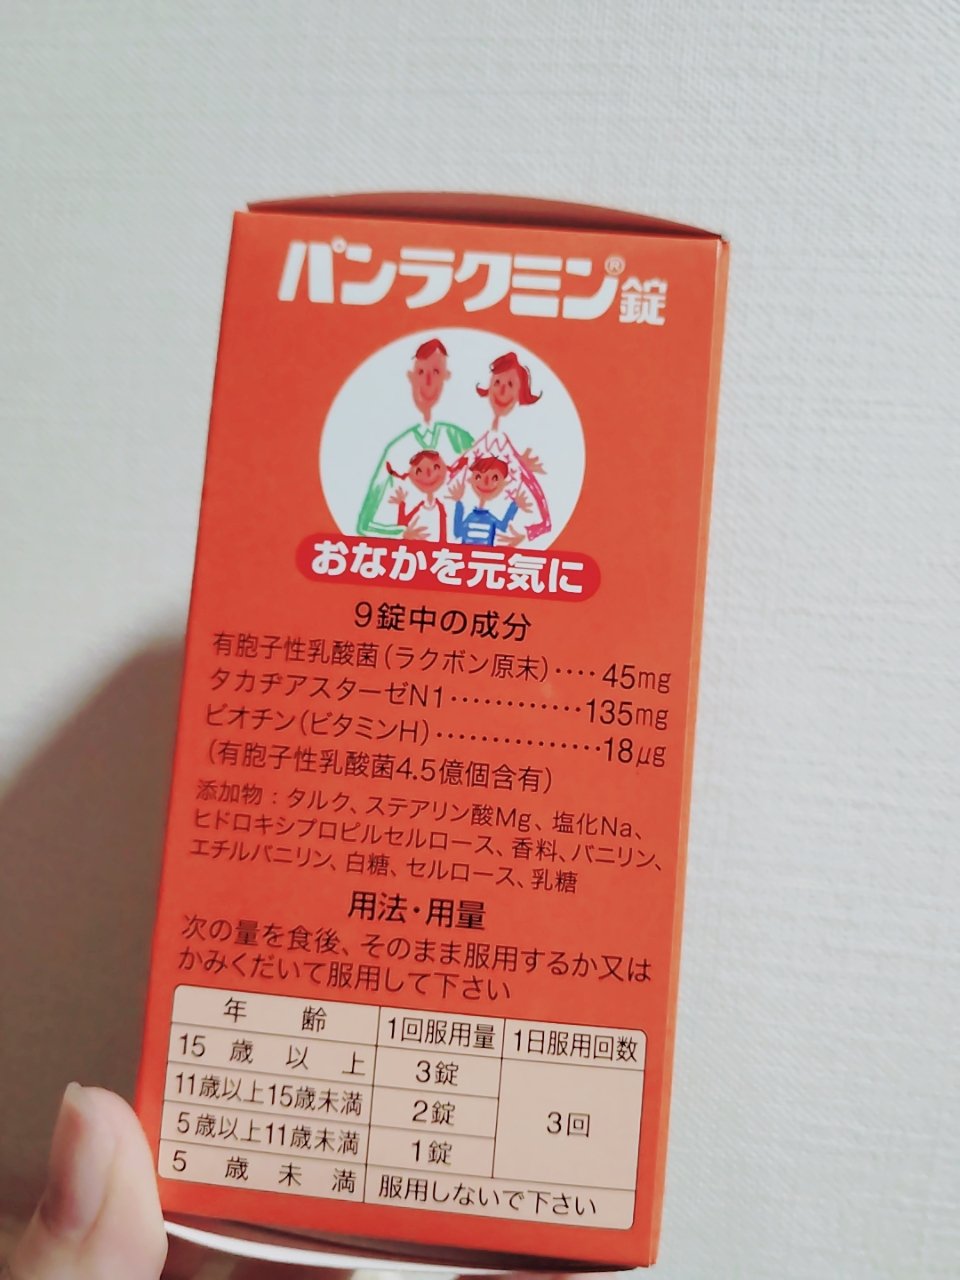 パンラクミン®錠
おなかを元気に
9錠中の成分
有胞子性乳酸菌(ラクボン原末)‥‥45mg
タカヂアスターゼN1‥‥‥‥‥‥135mg
ビオチン(ビタミンH)‥‥‥‥‥‥‥‥18μg
(有胞子性乳酸菌4.5億個含有)
添加物：タルク、ステアリン酸Mg、塩化Na、
ヒドロキシプロピルセルロース、香料、バニリン、
エチルバニリン、白糖、セルロース、乳糖
用法・用量
次の量を食後、そのまま服用するか又は
かみくだいて服用して下さい
年齢 1回服用量 1日服用回数
15歳以上 3錠
11歳以上15歳未満 2錠 3回
5歳以上11歳未満 1錠
5歳未満 服用しないで下さい